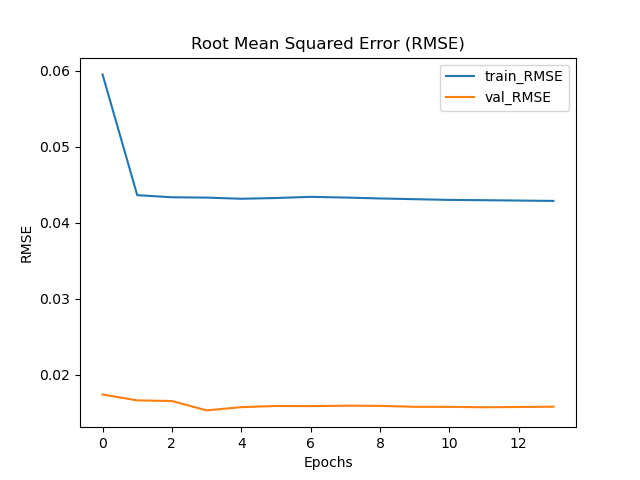 Root Mean Squared Error (RMSE)
train_RMSE
val_RMSE
0.06
0.05
0.04
0.03
0.02
RMSE
0 2 4 6 8 10 12
Epochs